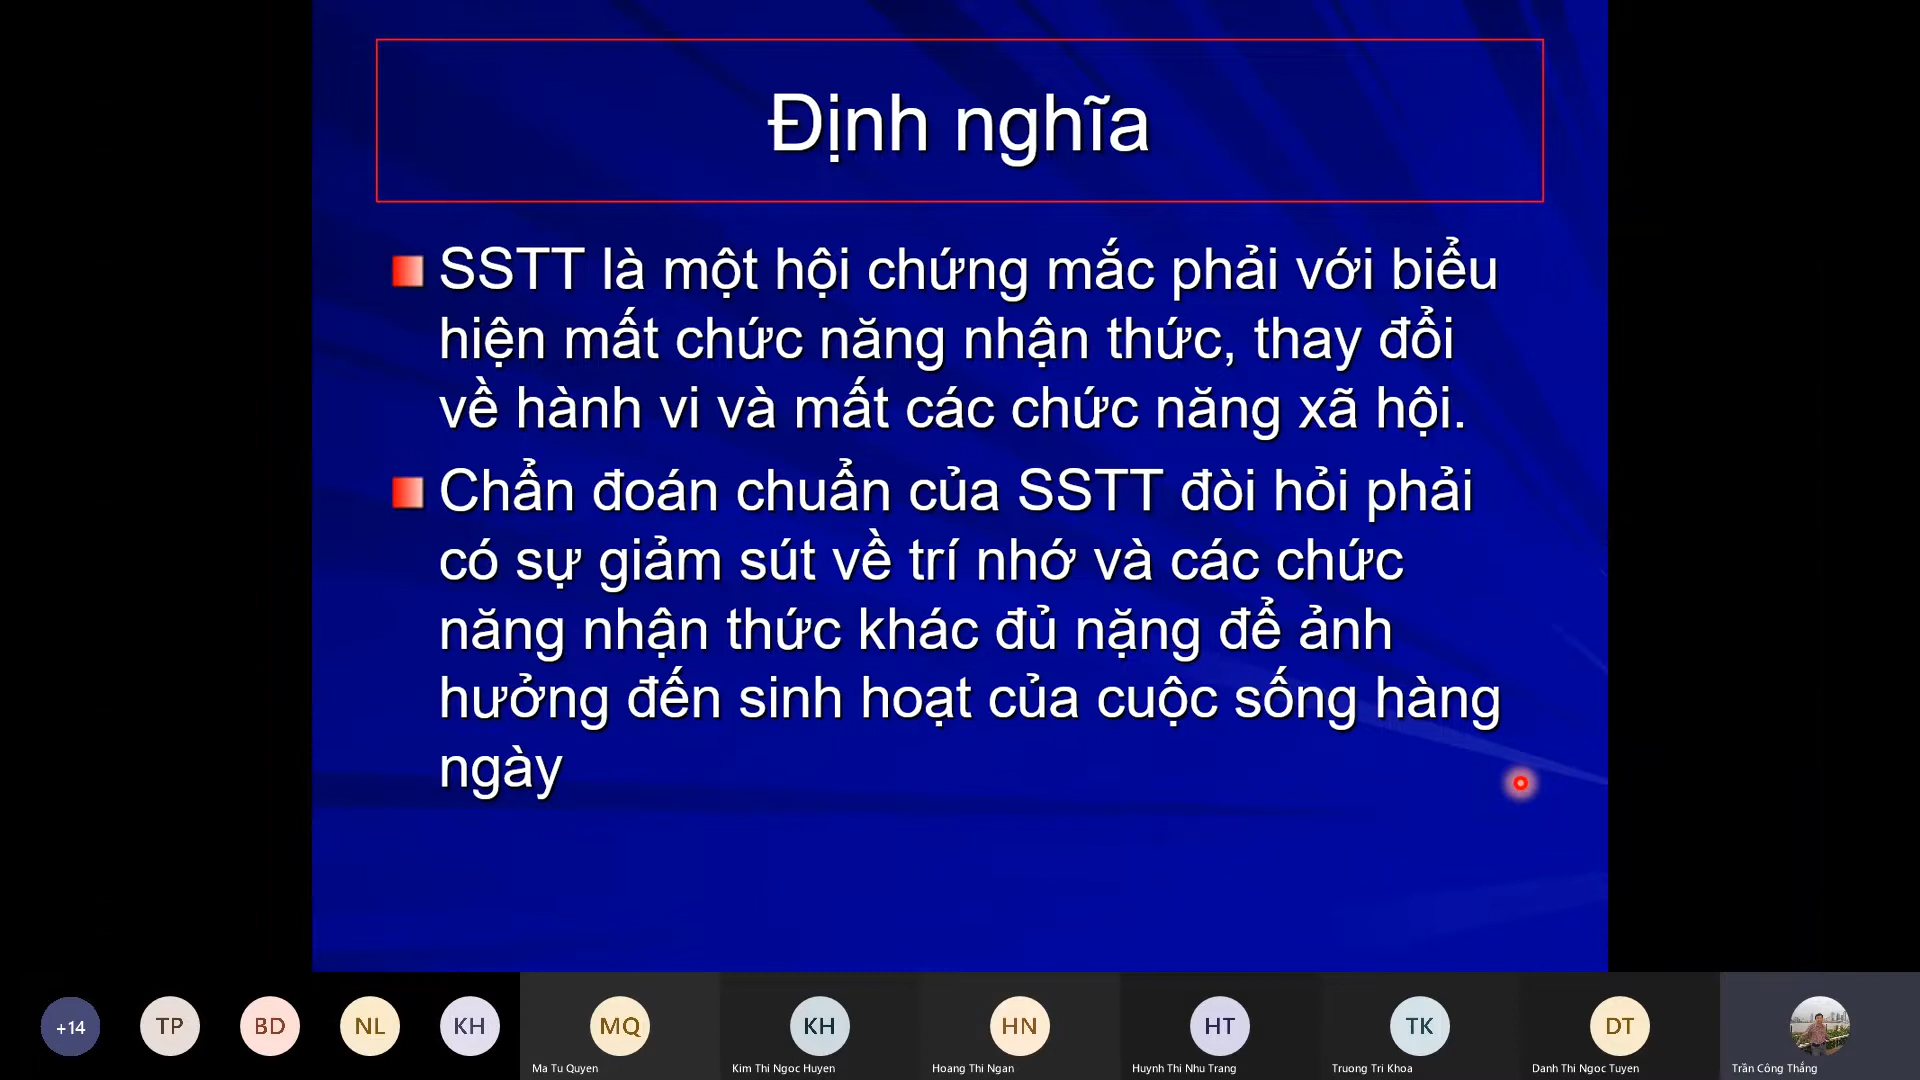 Định nghĩa
SSTT là một hội chứng mắc phải với biểu
hiện mất chức năng nhận thức, thay đổi
về hành vi và mất các chức năng xã hội.
Chẩn đoán chuẩn của SSTT đòi hỏi phải
có sự giảm sút về trí nhớ và các chức
năng nhận thức khác đủ nặng để ảnh
hưởng đến sinh hoạt của cuộc sống hàng
ngày
+14 TP BD NL KH MQ KH HN HT TK DT
Ma Tu Quyen Kim Thi Ngoc Huyen Hoang Thi Ngan Huynh Thi Nhu Trang Truong Tri Khoa Danh Thi Ngoc Tuyen Trần Công Thắng